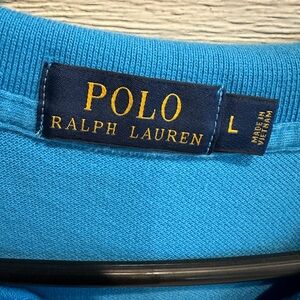 POLO
RALPH LAUREN
L
MADE IN
VIETNAM